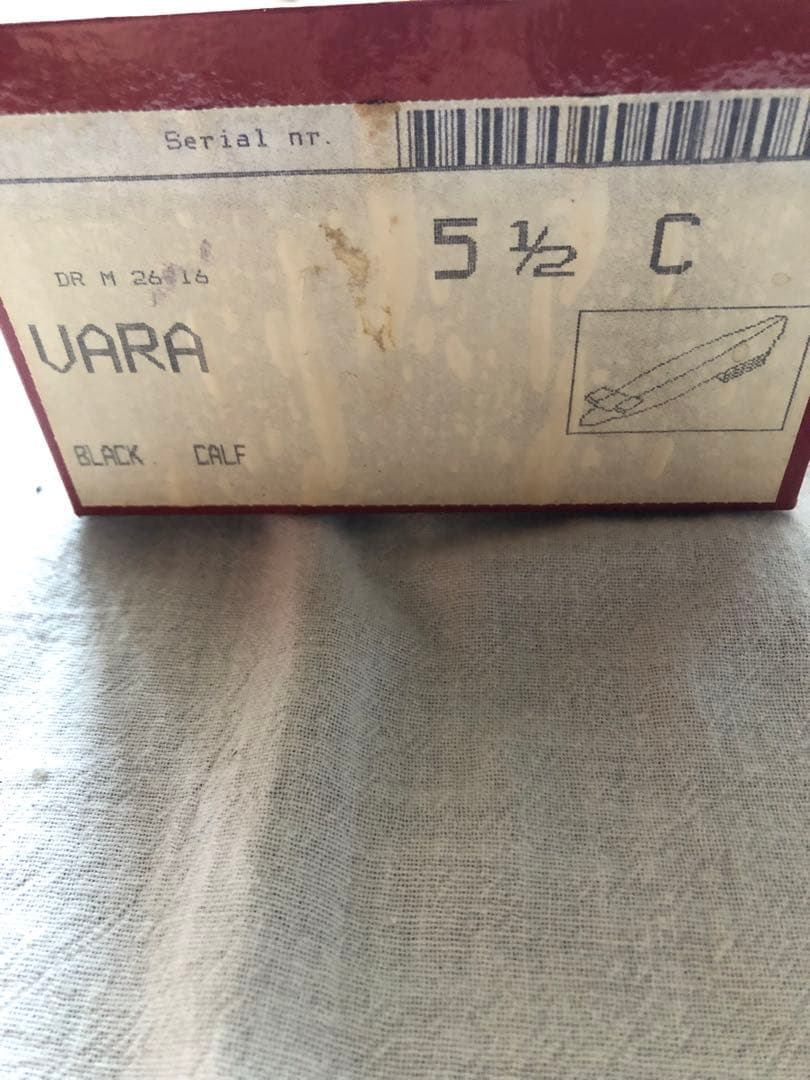 Serial nr.
5 ½ C
DR M 26 16
VARA
BLACK CALF